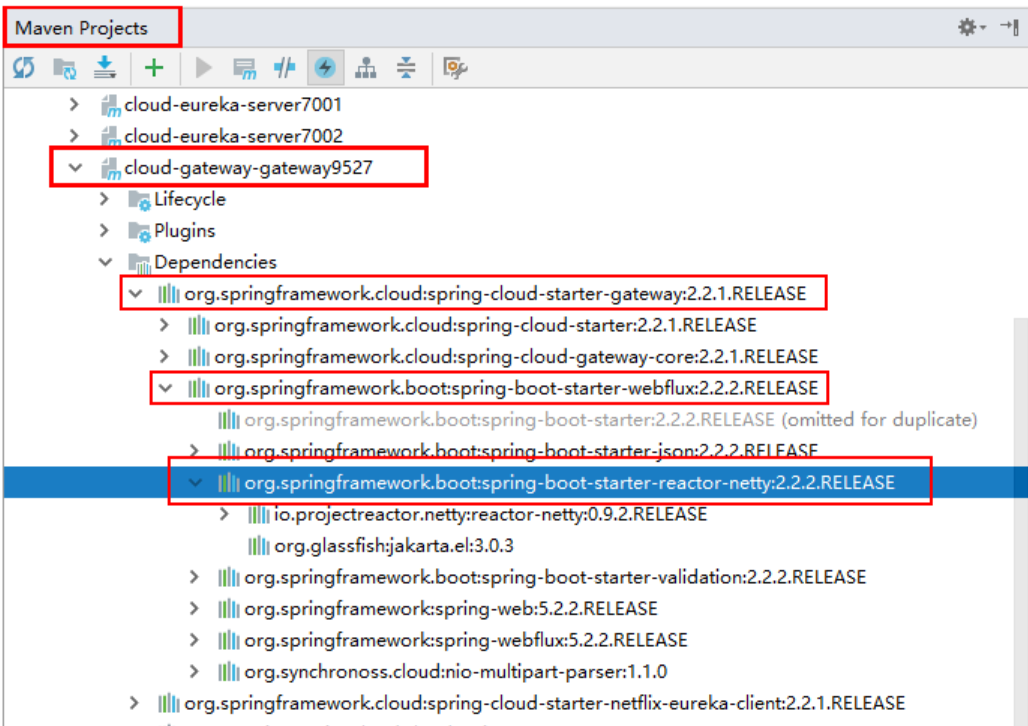 Maven Projects
cloud-eureka-server7001
cloud-eureka-server7002
cloud-gateway-gateway9527
Lifecycle
Plugins
Dependencies
org.springframework.cloud:spring-cloud-starter-gateway:2.2.1.RELEASE
org.springframework.cloud:spring-cloud-starter:2.2.1.RELEASE
org.springframework.cloud:spring-cloud-gateway-core:2.2.1.RELEASE
org.springframework.boot:spring-boot-starter-webflux:2.2.2.RELEASE
org.springframework.boot:spring-boot-starter:2.2.2.RELEASE (omitted for duplicate)
org.springframework.boot:spring-boot-starter-json:2.2.2.RELEASE
org.springframework.boot:spring-boot-starter-reactor-netty:2.2.2.RELEASE
io.projectreactor.netty:reactor-netty:0.9.2.RELEASE
org.glassfish:jakarta.el:3.0.3
org.springframework.boot:spring-boot-starter-validation:2.2.2.RELEASE
org.springframework:spring-web:5.2.2.RELEASE
org.springframework:spring-webflux:5.2.2.RELEASE
org.synchronoss.cloud:nio-multipart-parser:1.1.0
org.springframework.cloud:spring-cloud-starter-netflix-eureka-client:2.2.1.RELEASE